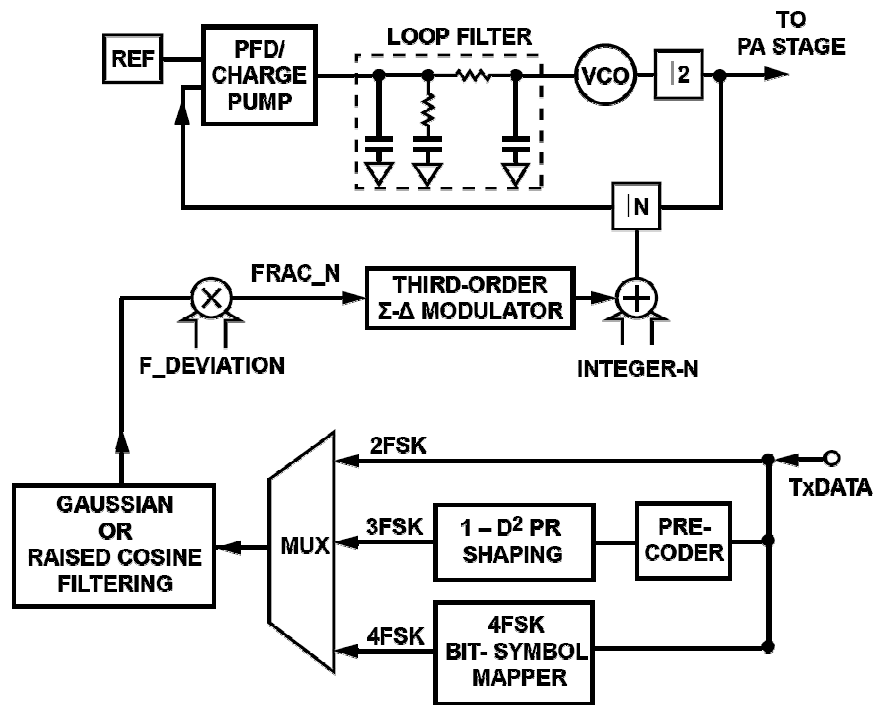 TO
PA STAGE
LOOP FILTER
REF
PFD/
CHARGE
PUMP
VCO
|2
|N
FRAC_N
THIRD-ORDER
Σ-Δ MODULATOR
F_DEVIATION
INTEGER-N
2FSK
TxDATA
GAUSSIAN
OR
RAISED COSINE
FILTERING
MUX
3FSK
1 – D² PR
SHAPING
PRE-
CODER
4FSK
4FSK
BIT- SYMBOL
MAPPER